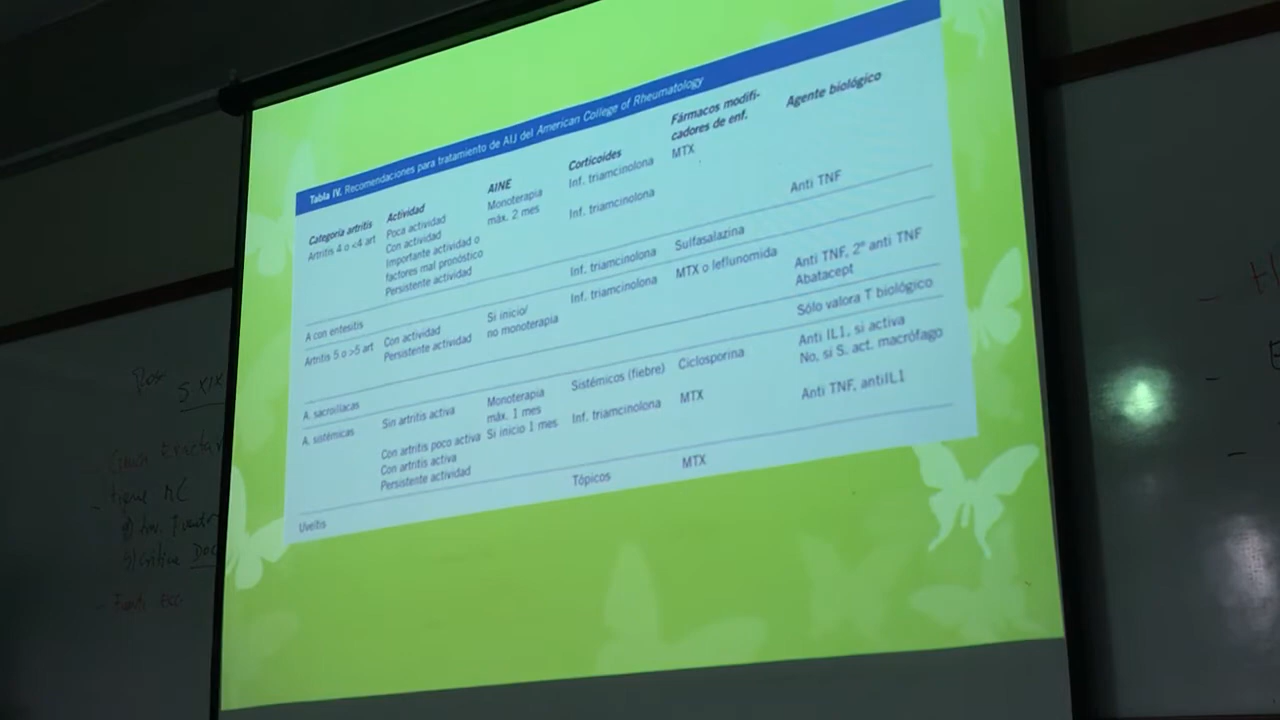 Tabla IV. Recomendaciones para tratamiento de AIJ del American College of Rheumatology
Categoría artritis Actividad AINE Corticoides Fármacos modifi-
cadores de enf. Agente biológico
Artritis 4 o <4 art Poca actividad Monoterapia Inf. triamcinolona MTX
máx. 2 mes
Con actividad Inf. triamcinolona
Importante actividad o
factores mal pronóstico
Persistente actividad Anti TNF
A con entesitis Inf. triamcinolona Sulfasalazina
Artritis 5 o >5 art Con actividad Si inicio/ Inf. triamcinolona MTX o leflunomida Anti TNF, 2º anti TNF
Persistente actividad no monoterapia Abatacept
A. sacroilíacas Sólo valora T biológico
A. sistémicas Sin artritis activa Monoterapia Sistémicos (fiebre) Ciclosporina Anti IL1, si activa
máx. 1 mes No, si S. act. macrófago
Con artritis poco activa Si inicio 1 mes Inf. triamcinolona MTX
Con artritis activa
Persistente actividad Anti TNF, antiIL1
Uveítis Tópicos MTX
S. XIX